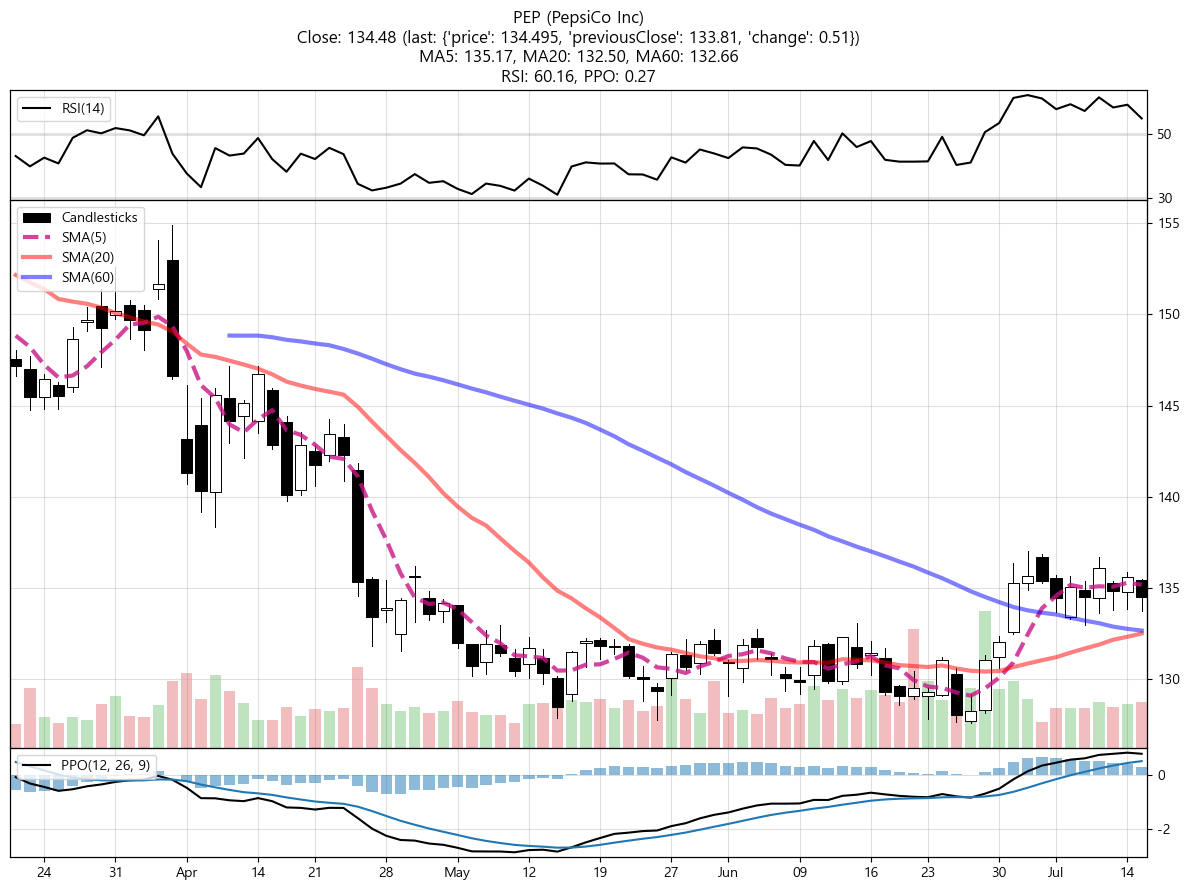 PEP (PepsiCo Inc)
Close: 134.48 (last: {'price': 134.495, 'previousClose': 133.81, 'change': 0.51})
MA5: 135.17, MA20: 132.50, MA60: 132.66
RSI: 60.16, PPO: 0.27
RSI(14)
50
30
Candlesticks
SMA(5)
SMA(20)
SMA(60)
155
150
145
140
135
130
PPO(12, 26, 9)
0
-2
24 31 Apr 14 21 28 May 12 19 27 Jun 09 16 23 30 Jul 14